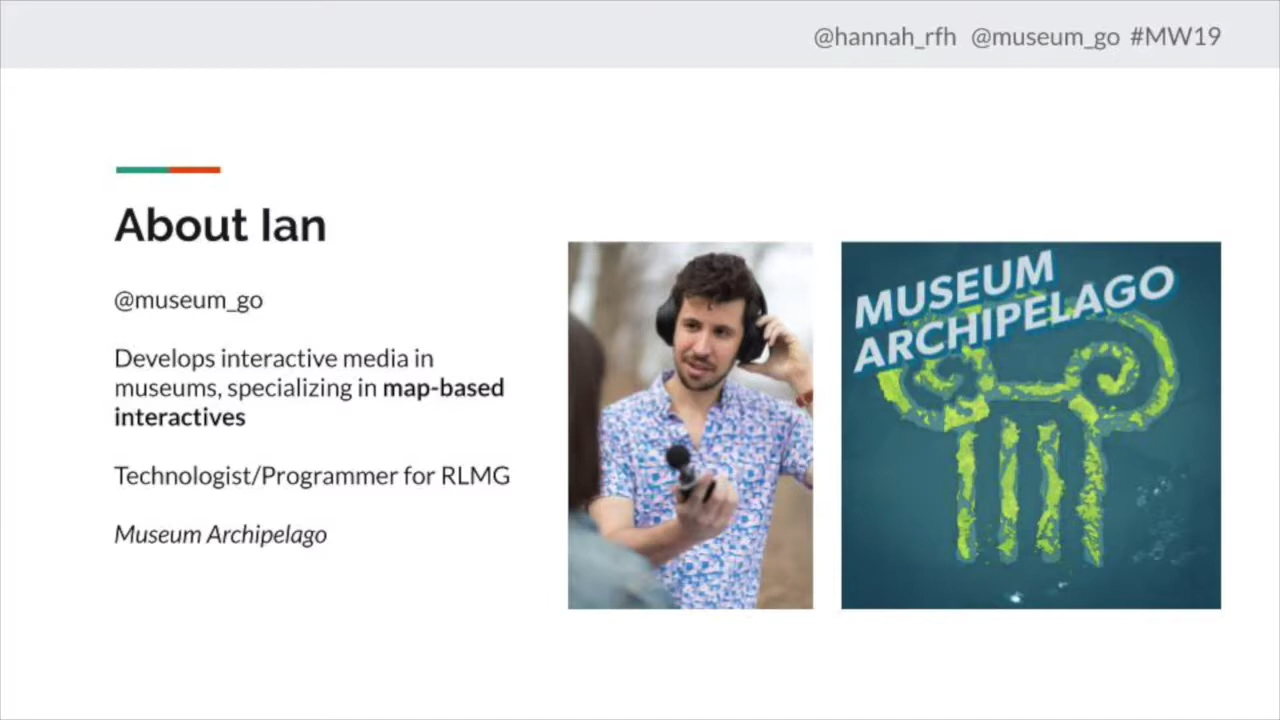 @hannah_rfh @museum_go #MW19
About Ian
@museum_go
Develops interactive media in
museums, specializing in map-based
interactives
Technologist/Programmer for RLMG
Museum Archipelago
MUSEUM
ARCHIPELAGO